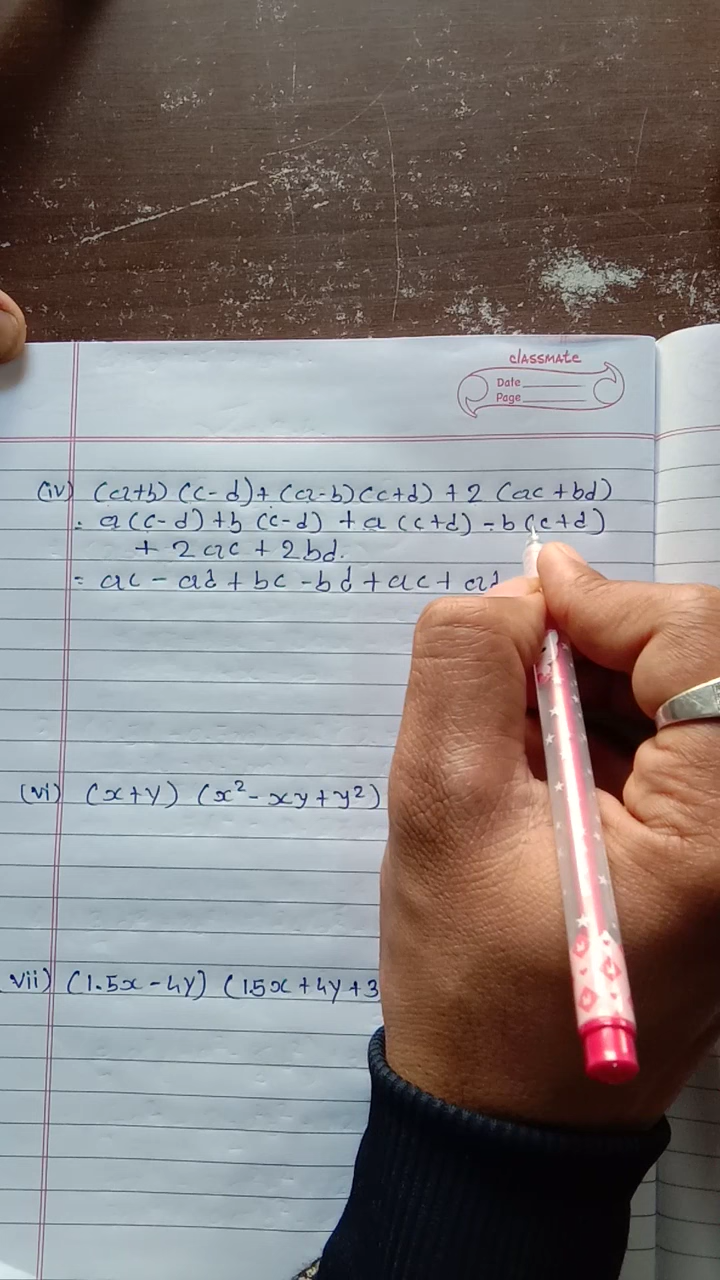 classmate
Date
Page
(iv) (a+b) (c-d)+ (a-b)(c+d) +2 (ac +bd)
= a(c-d)+b (c-d) +a (c+d) -b (c+d)
+ 2ac + 2bd.
= ac - ad + bc -bd +ac + ad
(vi) (x+y) (x²- xy+y²)
vii) (1.5x -4y) (1.5x +4y +3